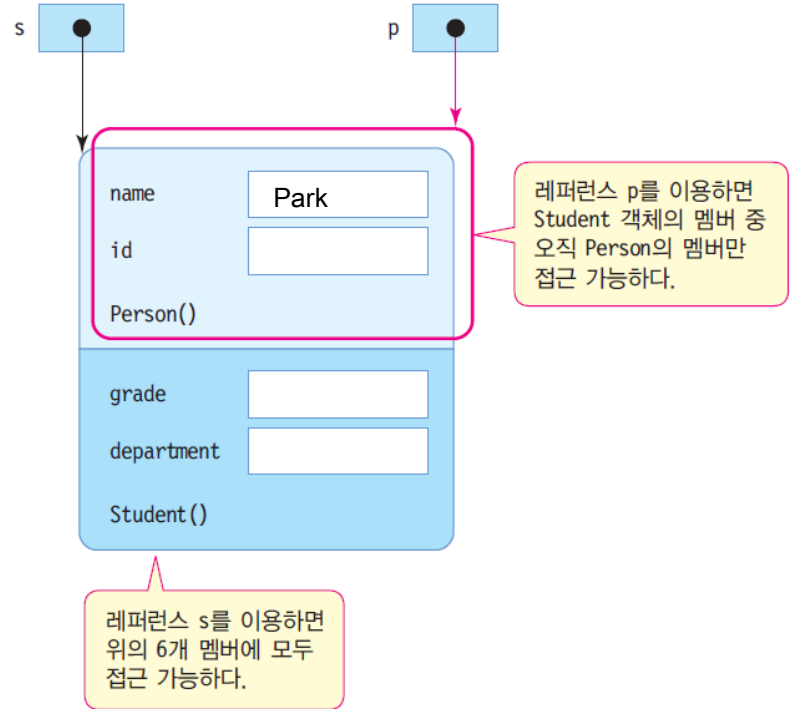 s
p
name
Park
id
Person()
레퍼런스 p를 이용하면
Student 객체의 멤버 중
오직 Person의 멤버만
접근 가능하다.
grade
department
Student()
레퍼런스 s를 이용하면
위의 6개 멤버에 모두
접근 가능하다.